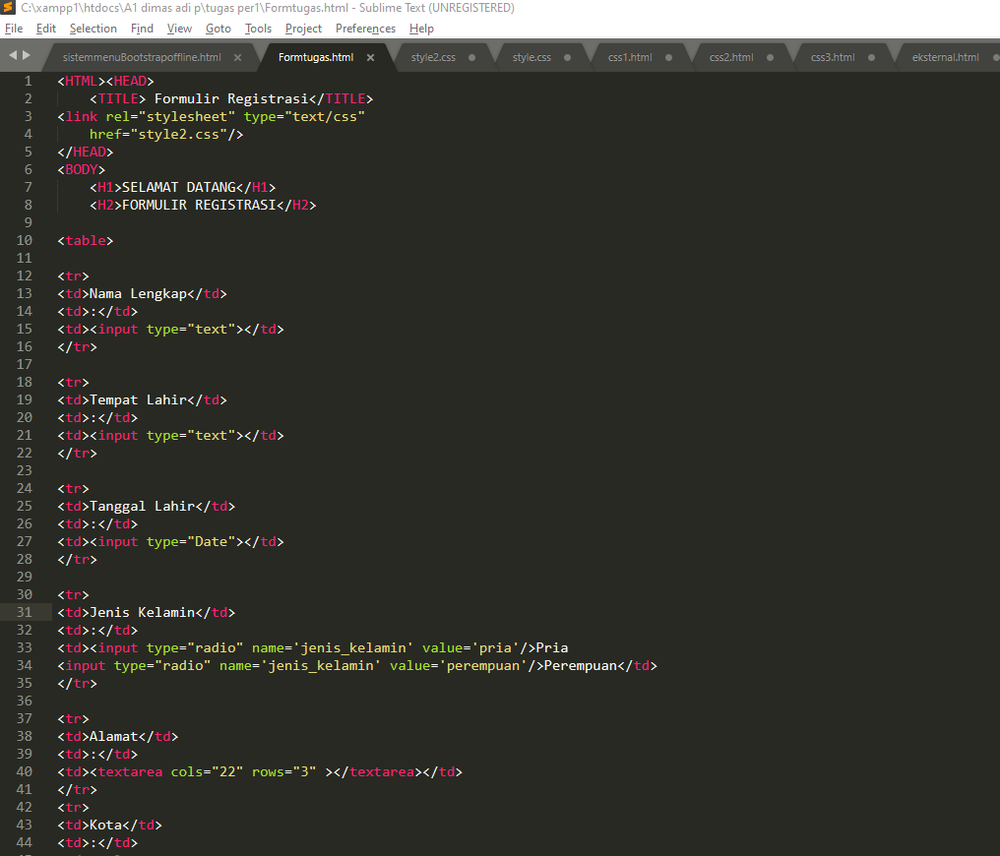 C:\xampp1\htdocs\A1 dimas adi p\tugas per1\Formtugas.html - Sublime Text (UNREGISTERED)
File Edit Selection Find View Goto Tools Project Preferences Help
sistemmenuBootstrapoffline.html Formtugas.html style2.css style.css css1.html css2.html css3.html eksternal.html
1 <HTML><HEAD>
2 <TITLE> Formulir Registrasi</TITLE>
3 <link rel="stylesheet" type="text/css"
4 href="style2.css"/>
5 </HEAD>
6 <BODY>
7 <H1>SELAMAT DATANG</H1>
8 <H2>FORMULIR REGISTRASI</H2>
9
10 <table>
11
12 <tr>
13 <td>Nama Lengkap</td>
14 <td>:</td>
15 <td><input type="text"></td>
16 </tr>
17
18 <tr>
19 <td>Tempat Lahir</td>
20 <td>:</td>
21 <td><input type="text"></td>
22 </tr>
23
24 <tr>
25 <td>Tanggal Lahir</td>
26 <td>:</td>
27 <td><input type="Date"></td>
28 </tr>
29
30 <tr>
31 <td>Jenis Kelamin</td>
32 <td>:</td>
33 <td><input type="radio" name='jenis_kelamin' value='pria'/>Pria
34 <input type="radio" name='jenis_kelamin' value='perempuan'/>Perempuan</td>
35 </tr>
36
37 <tr>
38 <td>Alamat</td>
39 <td>:</td>
40 <td><textarea cols="22" rows="3" ></textarea></td>
41 </tr>
42 <tr>
43 <td>Kota</td>
44 <td>:</td>